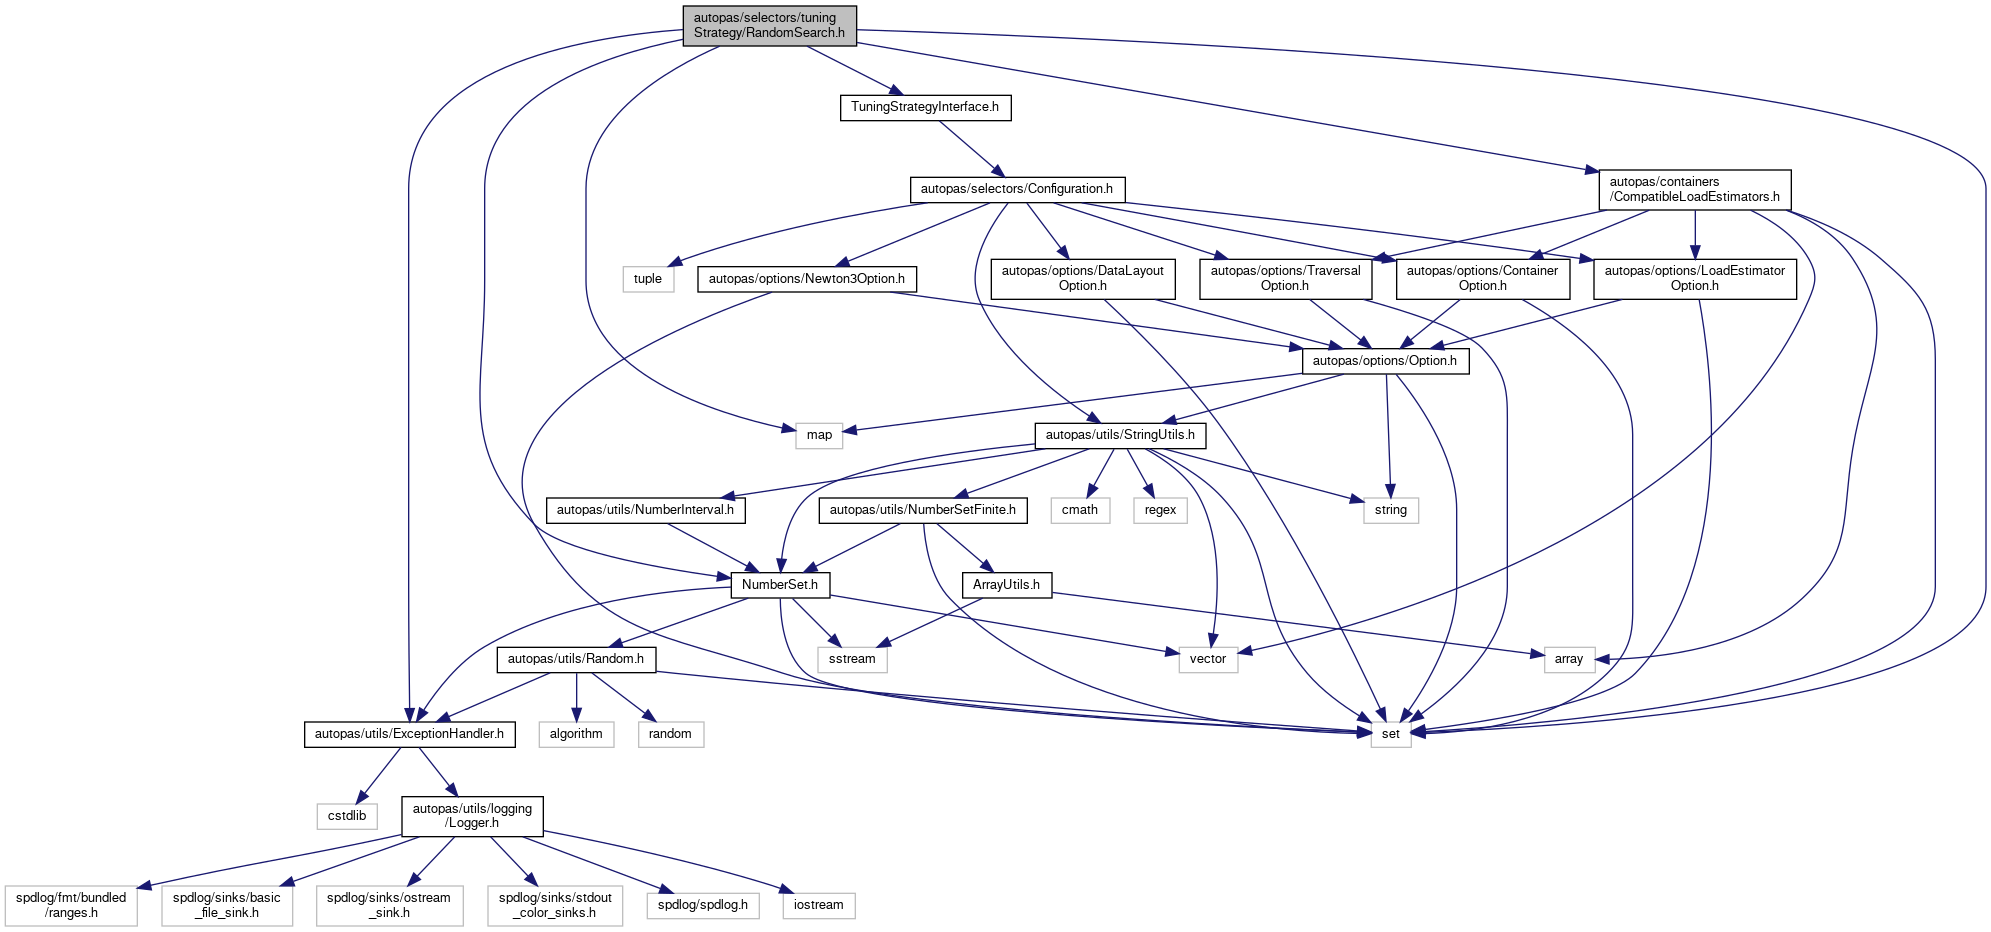 autopas/selectors/tuning
Strategy/RandomSearch.h
TuningStrategyInterface.h
autopas/selectors/Configuration.h
autopas/containers
/CompatibleLoadEstimators.h
tuple
autopas/options/Newton3Option.h
autopas/options/DataLayout
Option.h
autopas/options/Traversal
Option.h
autopas/options/Container
Option.h
autopas/options/LoadEstimator
Option.h
autopas/options/Option.h
map
autopas/utils/StringUtils.h
autopas/utils/NumberInterval.h
autopas/utils/NumberSetFinite.h
cmath
regex
string
NumberSet.h
ArrayUtils.h
autopas/utils/Random.h
sstream
vector
array
autopas/utils/ExceptionHandler.h
algorithm
random
set
cstdlib
autopas/utils/logging
/Logger.h
spdlog/fmt/bundled
/ranges.h
spdlog/sinks/basic
_file_sink.h
spdlog/sinks/ostream
_sink.h
spdlog/sinks/stdout
_color_sinks.h
spdlog/spdlog.h
iostream